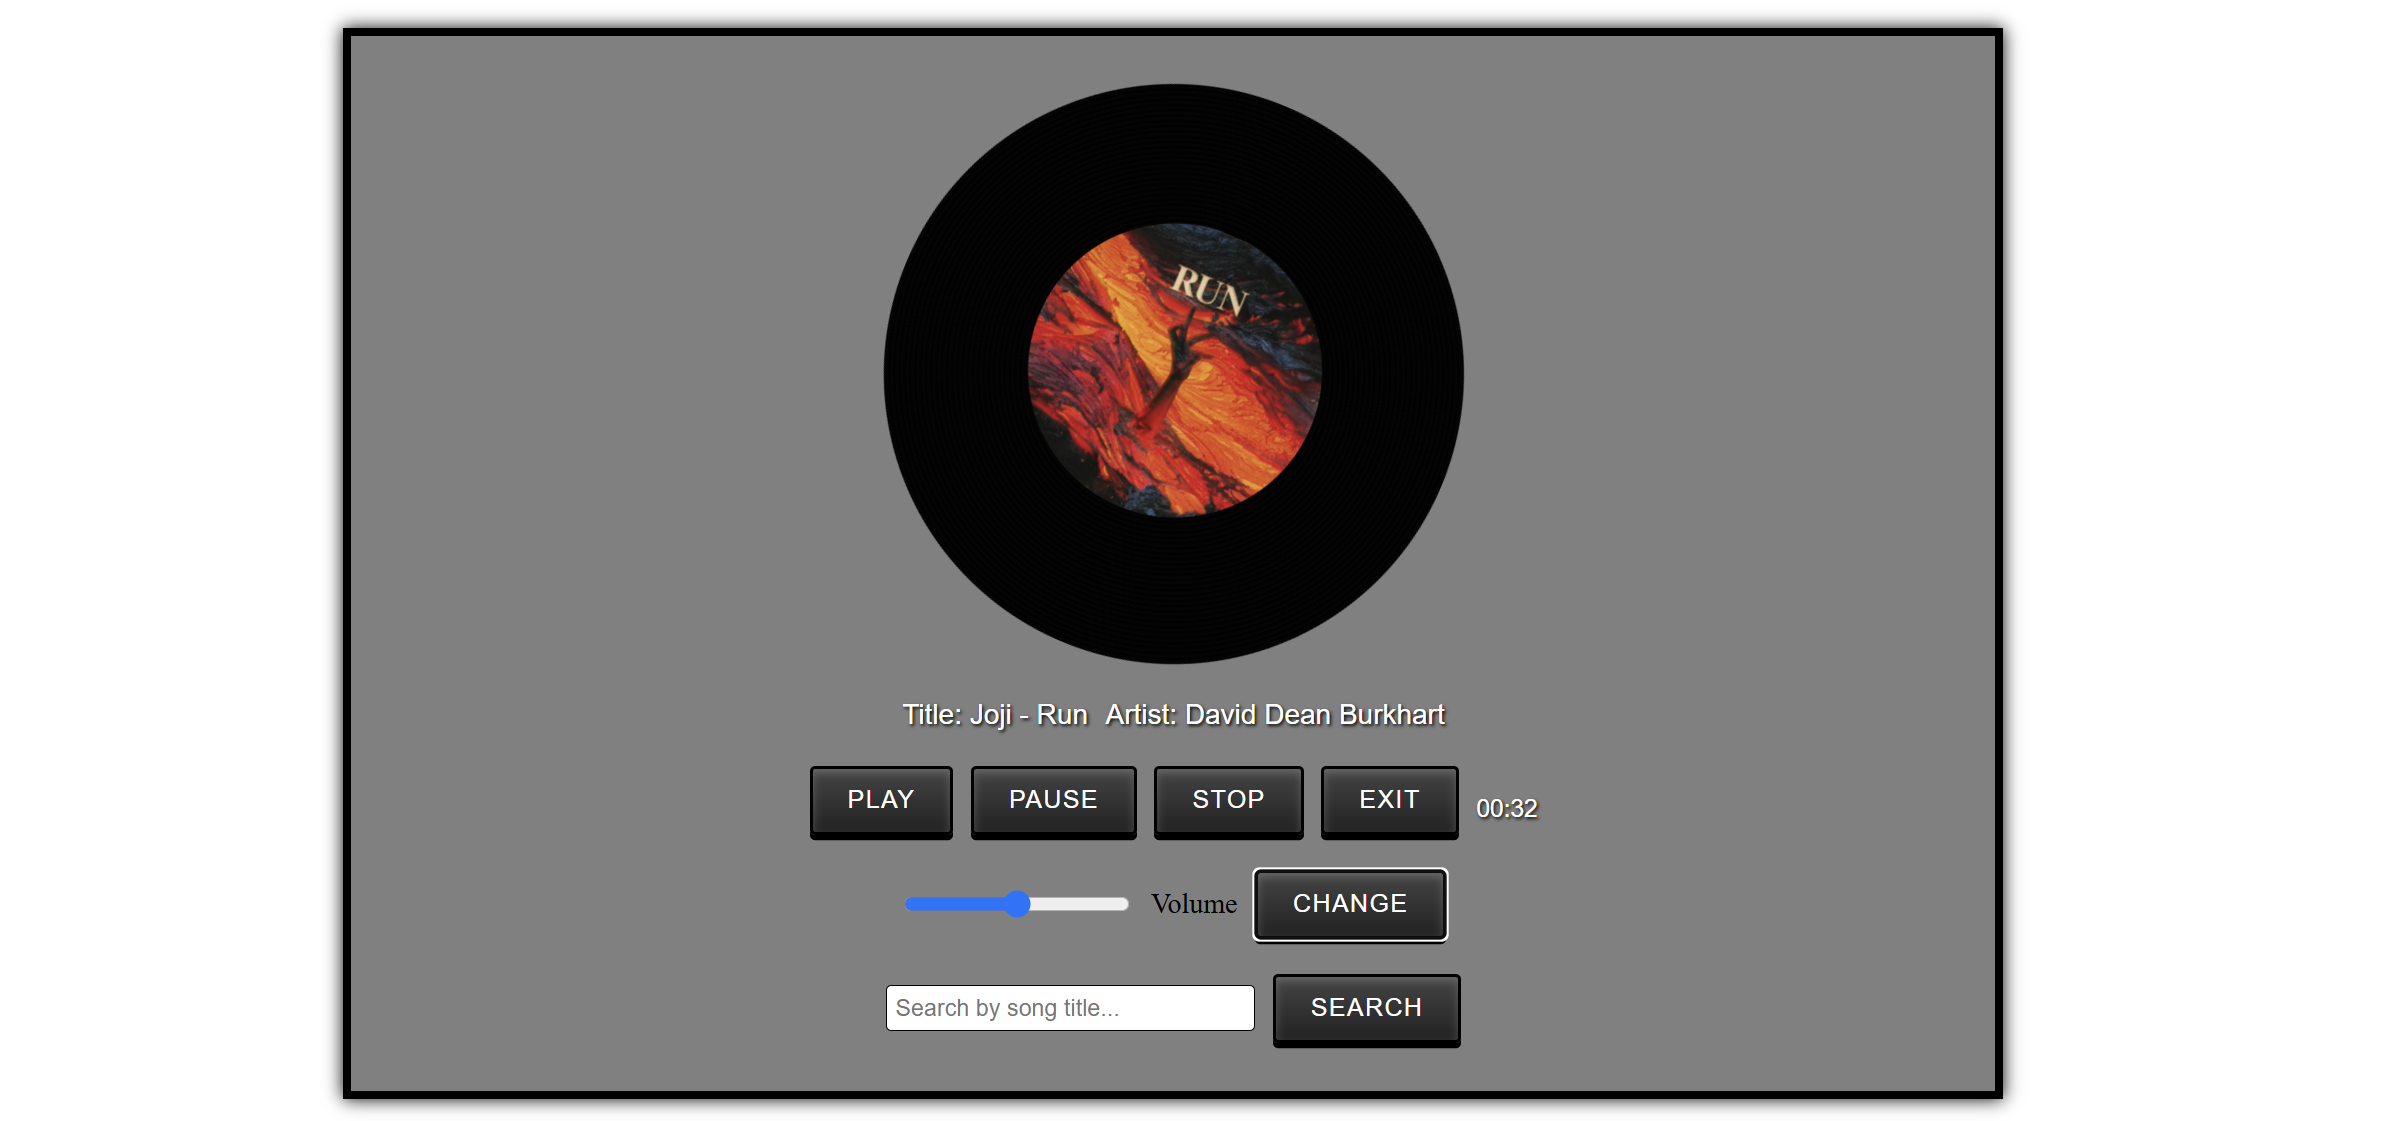 RUN
Title: Joji - Run Artist: David Dean Burkhart
PLAY PAUSE STOP EXIT 00:32
Volume CHANGE
Search by song title... SEARCH